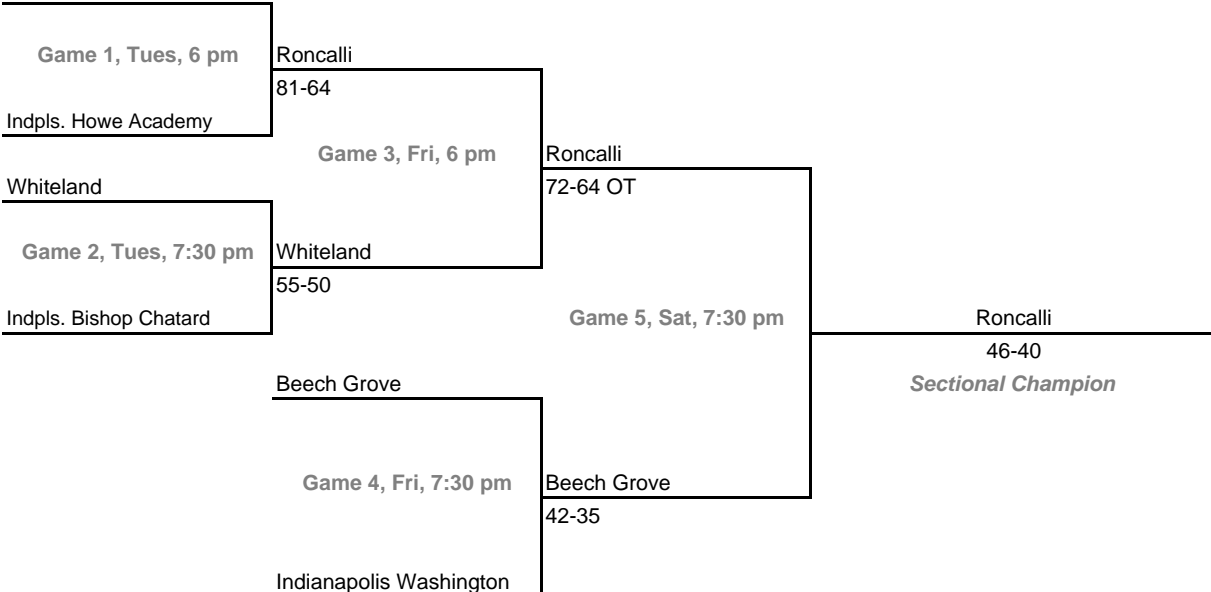 Game 1, Tues, 6 pm
Roncalli
81-64
Indpls. Howe Academy
Game 3, Fri, 6 pm
Roncalli
Whiteland
72-64 OT
Game 2, Tues, 7:30 pm
Whiteland
55-50
Indpls. Bishop Chatard
Game 5, Sat, 7:30 pm
Roncalli
46-40
Beech Grove
Sectional Champion
Game 4, Fri, 7:30 pm
Beech Grove
42-35
Indianapolis Washington